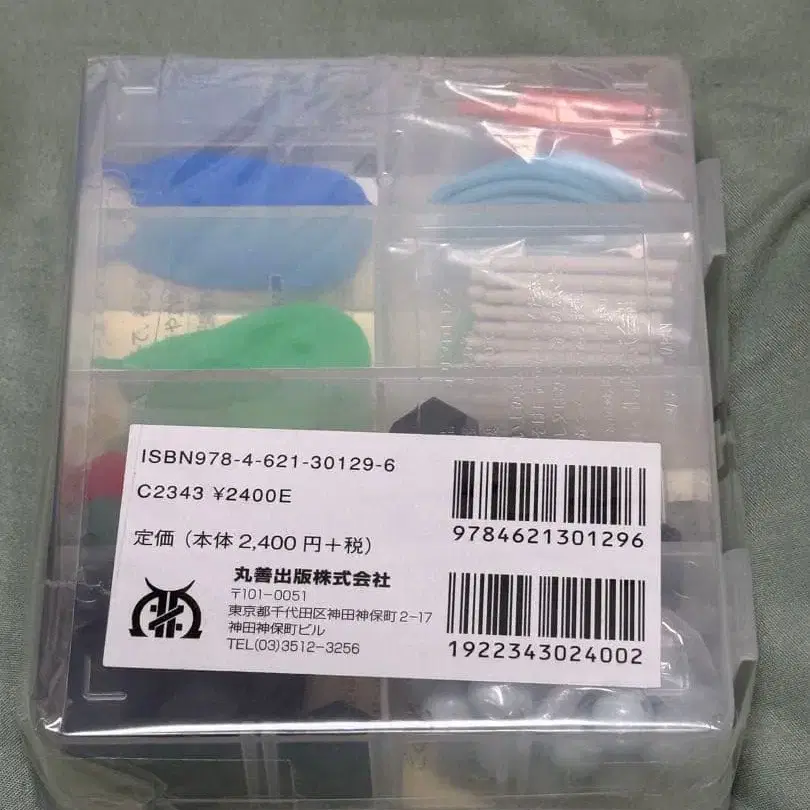 ISBN978-4-621-30129-6
C2343 ¥2400E
定価（本体 2,400 円＋税）
9784621301296
丸善出版株式会社
〒101-0051
東京都千代田区神田神保町2-17
神田神保町ビル
TEL(03)3512-3256
1922343024002